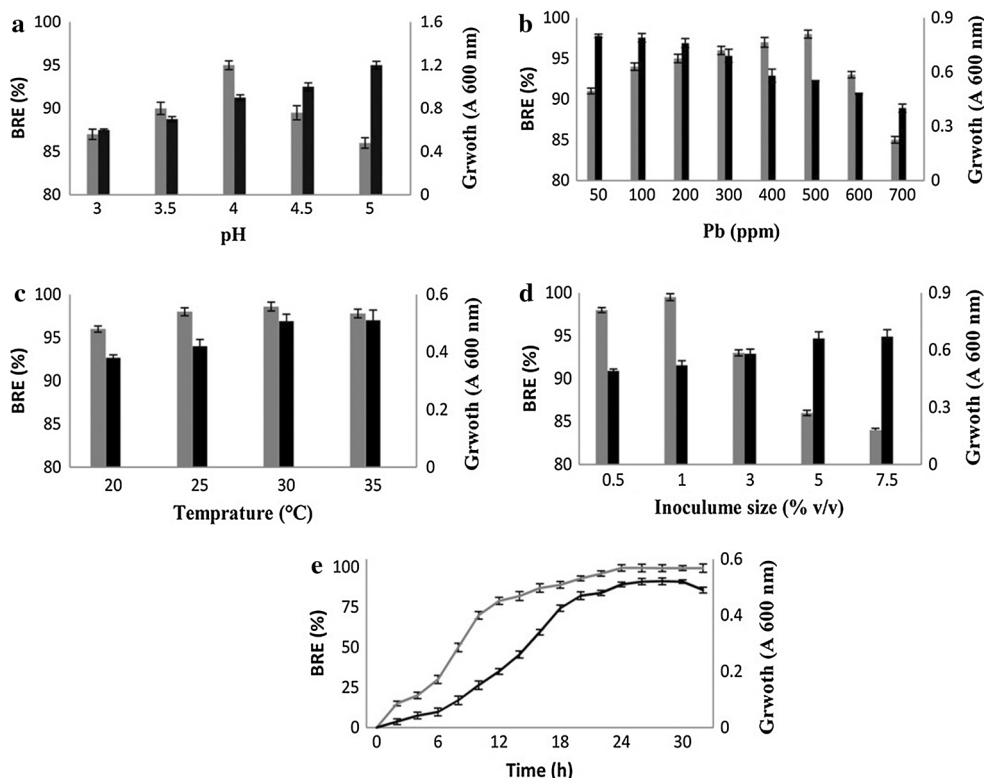 a
100
95
90
85
80
BRE (%)
3 3.5 4 4.5 5
pH
1.6
1.2
0.8
0.4
0
Grwoth (A 600 nm)
b
100
95
90
85
80
BRE (%)
50 100 200 300 400 500 600 700
Pb (ppm)
0.9
0.6
0.3
0
Grwoth (A 600 nm)
c
100
95
90
85
80
BRE (%)
20 25 30 35
Temprature (°C)
0.6
0.4
0.2
0
Grwoth (A 600 nm)
d
100
95
90
85
80
BRE (%)
0.5 1 3 5 7.5
Inoculume size (% v/v)
0.9
0.6
0.3
0
Grwoth (A 600 nm)
e
100
75
50
25
0
BRE (%)
0 6 12 18 24 30
Time (h)
0.6
0.4
0.2
0
Grwoth (A 600 nm)